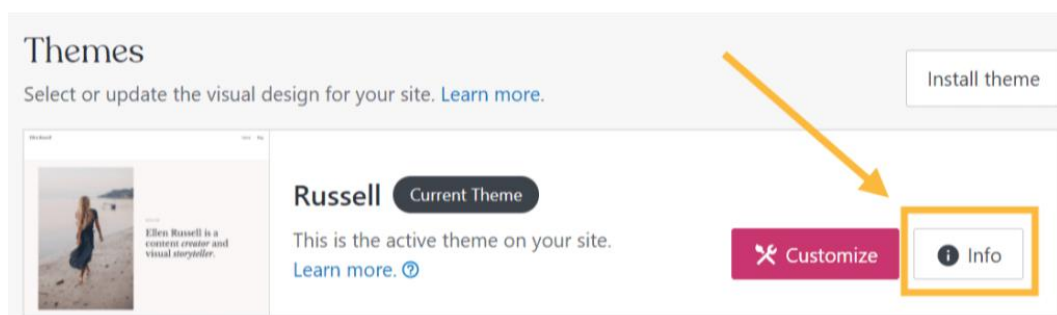 Themes
Select or update the visual design for your site. Learn more.
Install theme
Ellen Russell is a
content creator and
visual storyteller.
Russell Current Theme
This is the active theme on your site.
Learn more.
Customize
Info